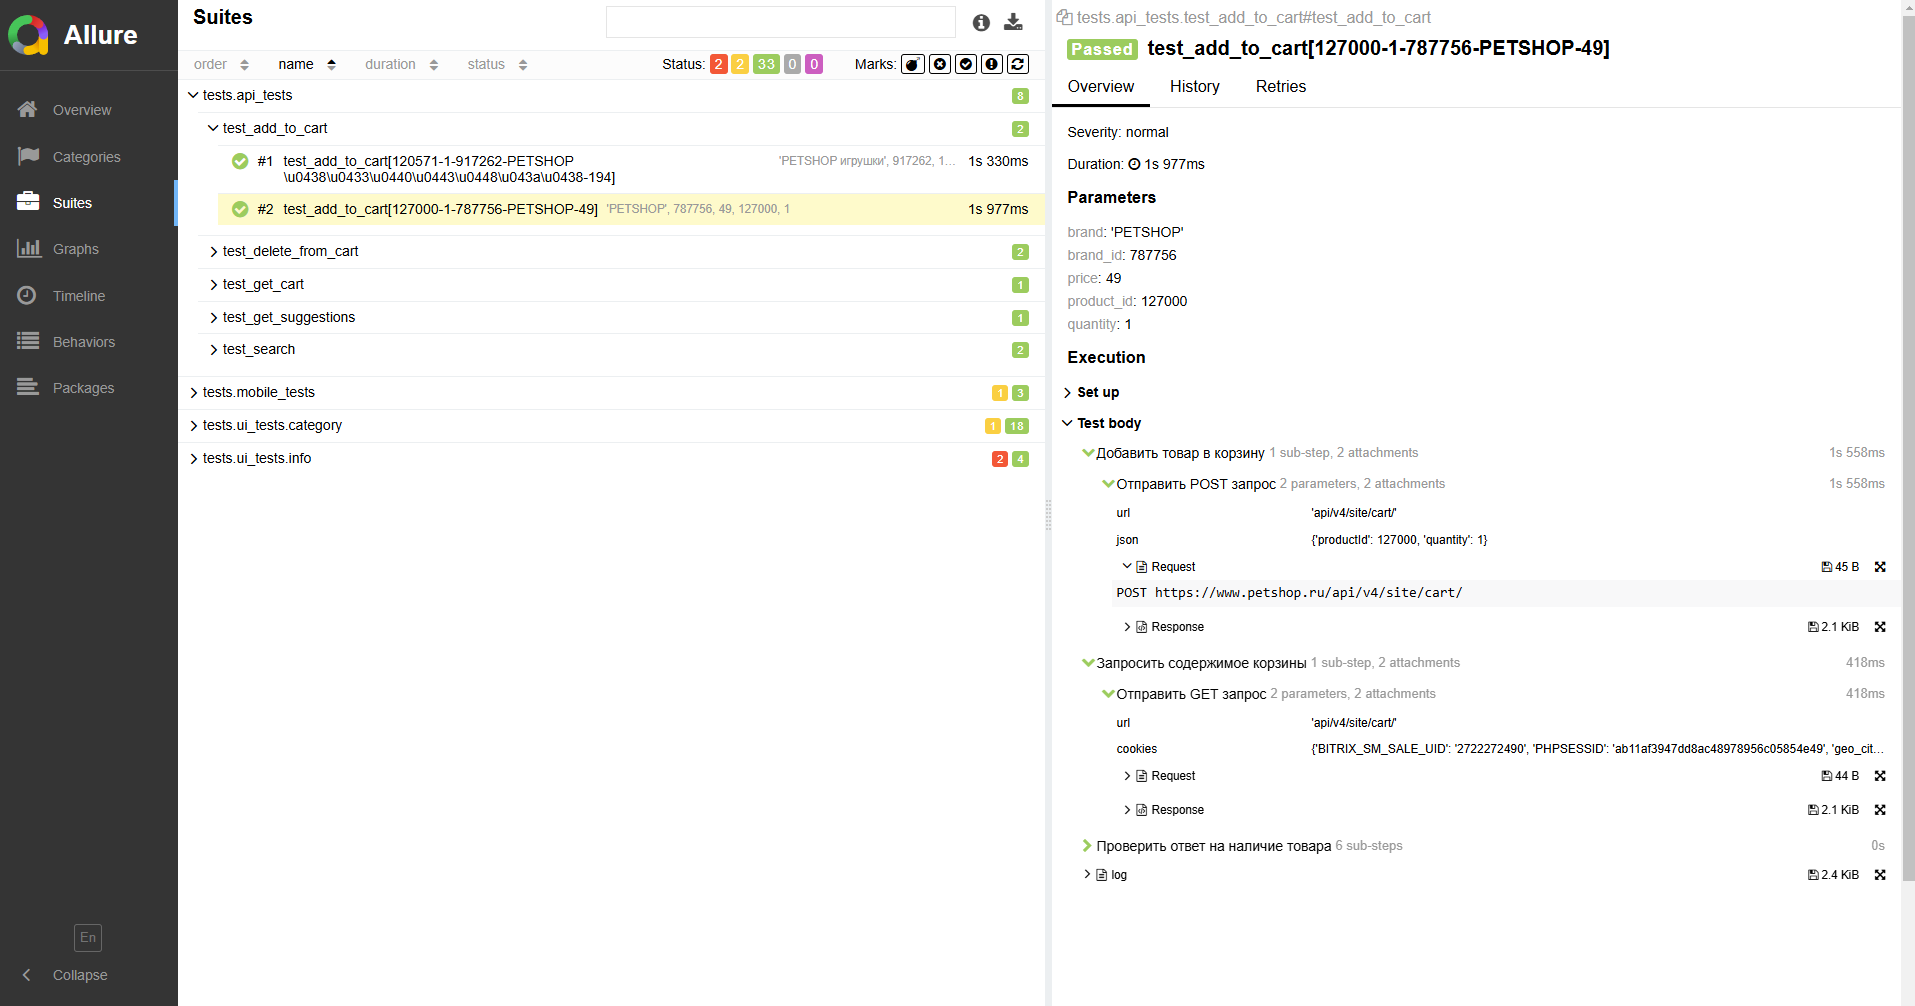 Allure
Overview
Categories
Suites
Graphs
Timeline
Behaviors
Packages
En
Collapse
Suites
order name duration status Status: 2 2 33 0 0 Marks:
tests.api_tests 8
test_add_to_cart 2
#1 test_add_to_cart[120571-1-917262-PETSHOP 'PETSHOP игрушки', 917262, 1... 1s 330ms
\u0438\u0433\u0440\u0443\u0448\u043a\u0438-194]
#2 test_add_to_cart[127000-1-787756-PETSHOP-49] 'PETSHOP', 787756, 49, 127000, 1 1s 977ms
test_delete_from_cart 2
test_get_cart 1
test_get_suggestions 1
test_search 2
tests.mobile_tests 1 3
tests.ui_tests.category 1 18
tests.ui_tests.info 2 4
tests.api_tests.test_add_to_cart#test_add_to_cart
Passed test_add_to_cart[127000-1-787756-PETSHOP-49]
Overview History Retries
Severity: normal
Duration: 1s 977ms
Parameters
brand: 'PETSHOP'
brand_id: 787756
price: 49
product_id: 127000
quantity: 1
Execution
Set up
Test body
Добавить товар в корзину 1 sub-step, 2 attachments 1s 558ms
Отправить POST запрос 2 parameters, 2 attachments 1s 558ms
url 'api/v4/site/cart/'
json {'productId': 127000, 'quantity': 1}
Request 45 B
POST https://www.petshop.ru/api/v4/site/cart/
Response 2.1 KiB
Запросить содержимое корзины 1 sub-step, 2 attachments 418ms
Отправить GET запрос 2 parameters, 2 attachments 418ms
url 'api/v4/site/cart/'
cookies {'BITRIX_SM_SALE_UID': '2722272490', 'PHPSESSID': 'ab11af3947dd8ac48978956c05854e49', 'geo_cit...
Request 44 B
Response 2.1 KiB
Проверить ответ на наличие товара 6 sub-steps 0s
log 2.4 KiB